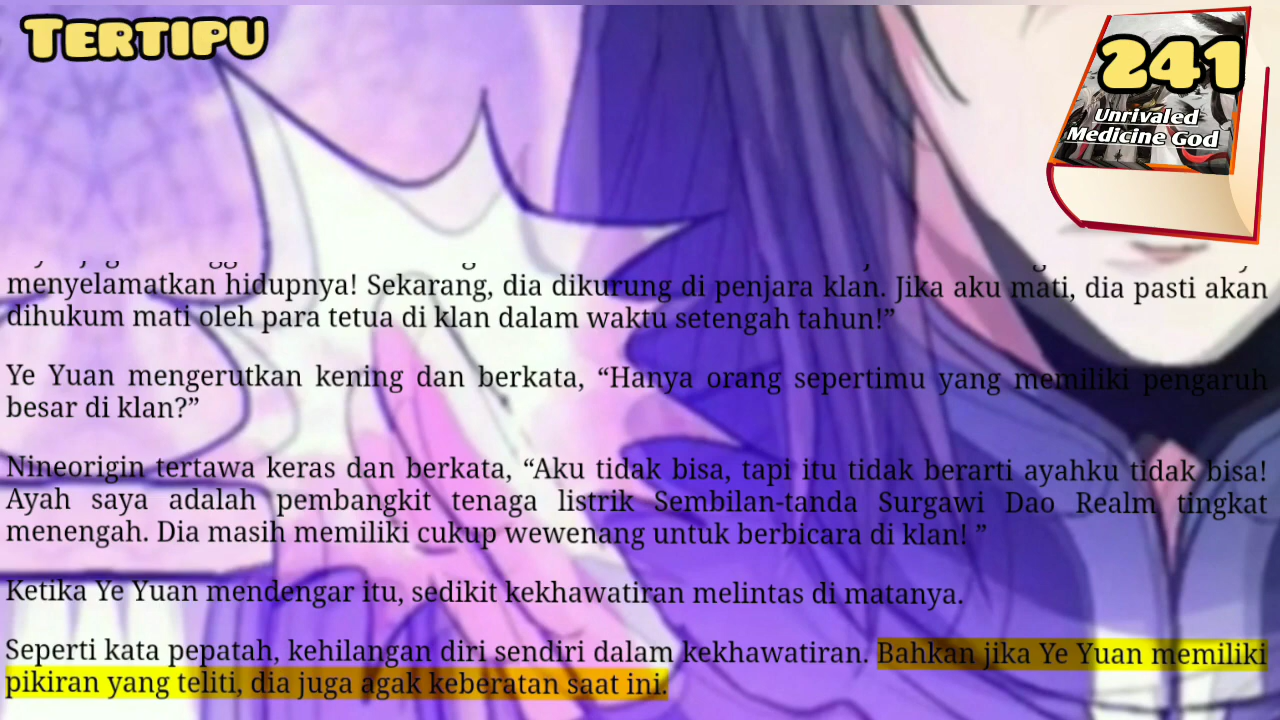 TERTIPU
241
Unrivaled
Medicine God
menyelamatkan hidupnya! Sekarang, dia dikurung di penjara klan. Jika aku mati, dia pasti akan
dihukum mati oleh para tetua di klan dalam waktu setengah tahun!”
Ye Yuan mengerutkan kening dan berkata, “Hanya orang sepertimu yang memiliki pengaruh
besar di klan?”
Nineorigin tertawa keras dan berkata, “Aku tidak bisa, tapi itu tidak berarti ayahku tidak bisa!
Ayah saya adalah pembangkit tenaga listrik Sembilan-tanda Surgawi Dao Realm tingkat
menengah. Dia masih memiliki cukup wewenang untuk berbicara di klan! ”
Ketika Ye Yuan mendengar itu, sedikit kekhawatiran melintas di matanya.
Seperti kata pepatah, kehilangan diri sendiri dalam kekhawatiran. Bahkan jika Ye Yuan memiliki
pikiran yang teliti, dia juga agak keberatan saat ini.